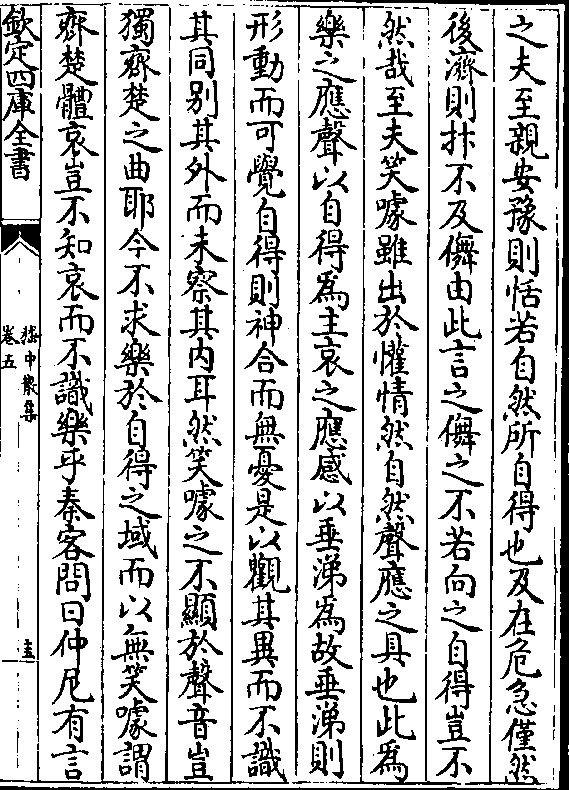 之夫至親安豫則恬若自然所自得也及在危急僅然
後濟則抃不及儛由此言之儛之不若向之自得豈不
然哉至夫笑噱雖出於懽情然自然聲應之具也此為
樂之應聲以自得為主哀之應感以垂涕為故垂涕則
形動而可覺自得則神合而無憂是以觀其異而不識
其同别其外而未察其内耳然笑噱之不顯於聲音豈
獨齊楚之曲耶今不求樂於自得之域而以無笑噱謂
齊楚體哀豈不知哀而不識樂乎秦客問曰仲尼有言
欽定四庫全書
嵇中散集
卷五